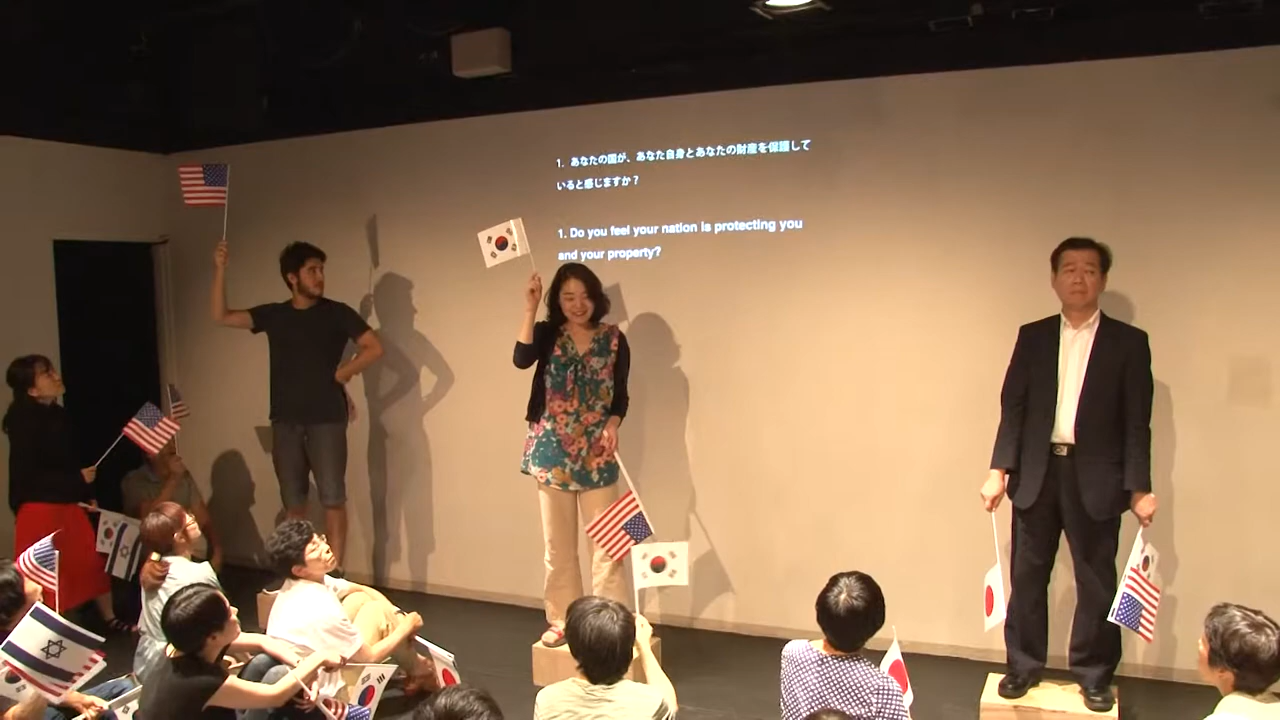 1. あなたの国が、あなた自身とあなたの財産を保護して
いると感じますか？
1. Do you feel your nation is protecting you
and your property?